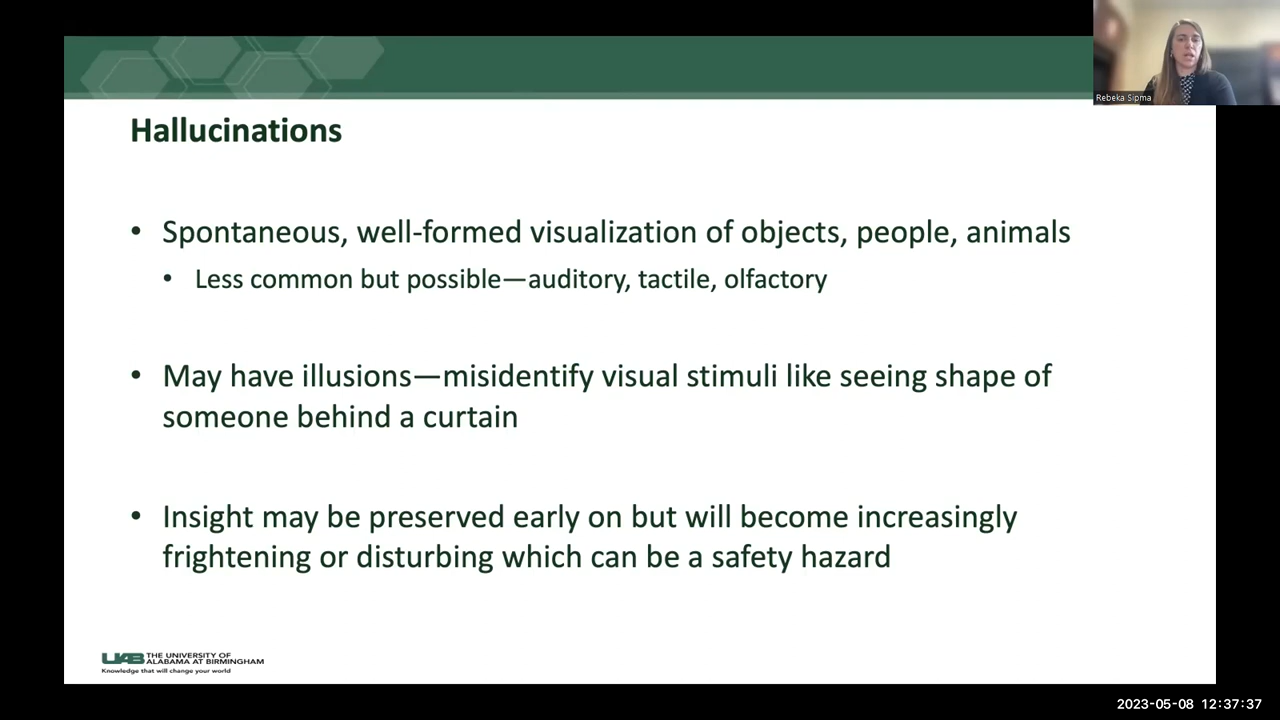 Rebeka Sipma
Hallucinations
• Spontaneous, well-formed visualization of objects, people, animals
• Less common but possible—auditory, tactile, olfactory
• May have illusions—misidentify visual stimuli like seeing shape of
someone behind a curtain
• Insight may be preserved early on but will become increasingly
frightening or disturbing which can be a safety hazard
UAB THE UNIVERSITY OF
ALABAMA AT BIRMINGHAM
Knowledge that will change your world
2023-05-08 12:37:37